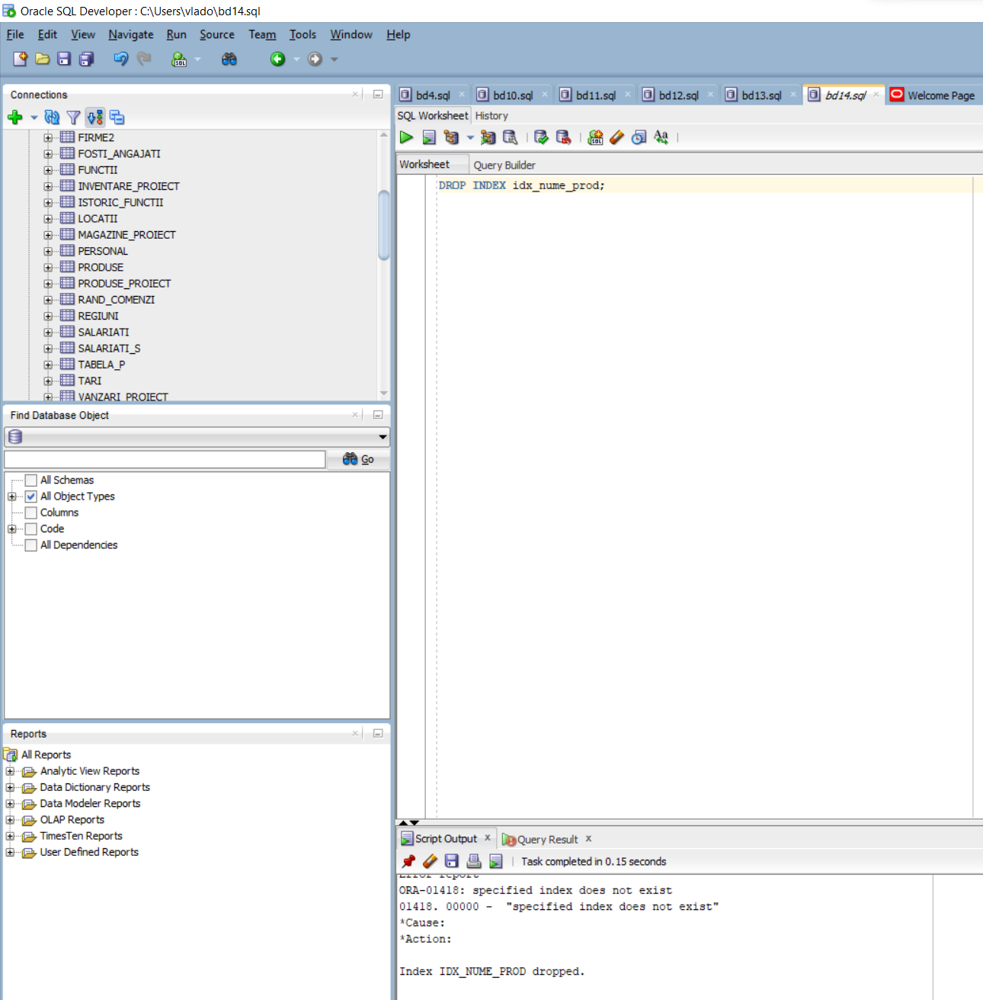 Oracle SQL Developer : C:\Users\vlado\bd14.sql
File Edit View Navigate Run Source Team Tools Window Help
Connections
FIRME2
FOSTI_ANGAJATI
FUNCTII
INVENTARE_PROIECT
ISTORIC_FUNCTII
LOCATII
MAGAZINE_PROIECT
PERSONAL
PRODUSE
PRODUSE_PROIECT
RAND_COMENZI
REGIUNI
SALARIATI
SALARIATI_S
TABELA_P
TARI
VANZARI_PROIECT
Find Database Object
Go
All Schemas
All Object Types
Columns
Code
All Dependencies
Reports
All Reports
Analytic View Reports
Data Dictionary Reports
Data Modeler Reports
OLAP Reports
TimesTen Reports
User Defined Reports
bd4.sql bd10.sql bd11.sql bd12.sql bd13.sql bd14.sql Welcome Page
SQL Worksheet History
Worksheet Query Builder
DROP INDEX idx_nume_prod;
Script Output Query Result
Task completed in 0.15 seconds
Error report
ORA-01418: specified index does not exist
01418. 00000 - "specified index does not exist"
*Cause:
*Action:
Index IDX_NUME_PROD dropped.